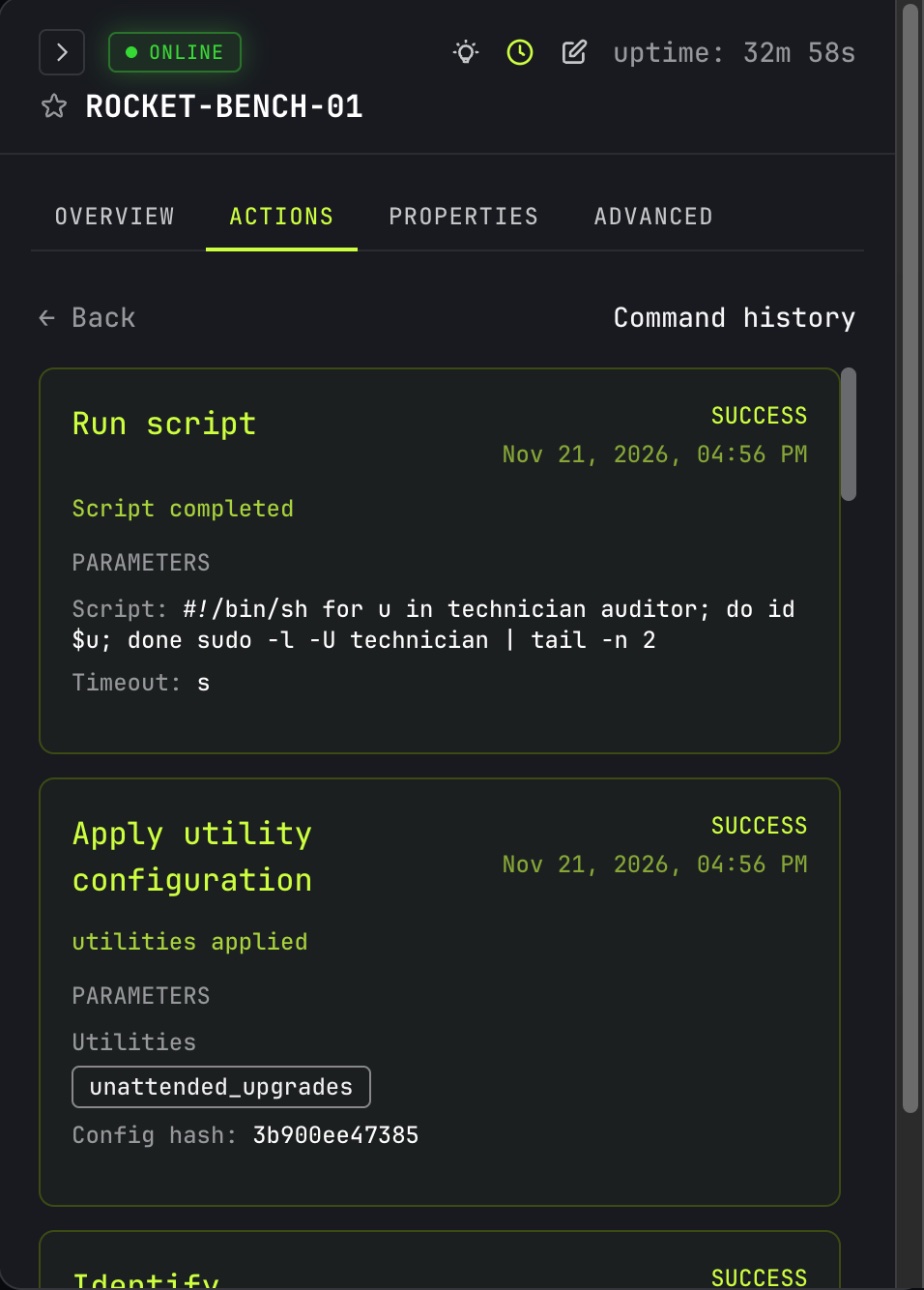 ONLINE
uptime: 32m 58s
ROCKET-BENCH-01
OVERVIEW
ACTIONS
PROPERTIES
ADVANCED
← Back
Command history
Run script
SUCCESS
Nov 21, 2026, 04:56 PM
Script completed
PARAMETERS
Script: #!/bin/sh for u in technician auditor; do id
$u; done sudo -l -U technician | tail -n 2
Timeout: s
Apply utility
configuration
SUCCESS
Nov 21, 2026, 04:56 PM
utilities applied
PARAMETERS
Utilities
unattended_upgrades
Config hash: 3b900ee47385
Identify
SUCCESS